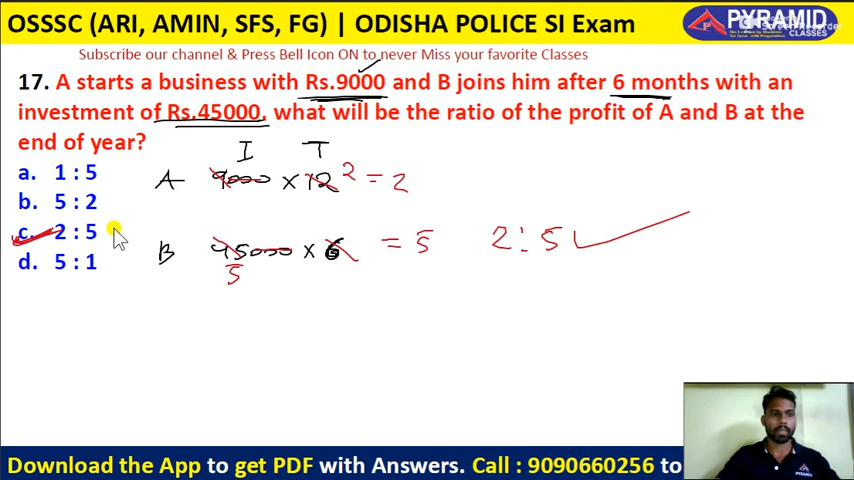 OSSSC (ARI, AMIN, SFS, FG) | ODISHA POLICE SI Exam
PYRAMID
CLASSES
Subscribe our channel & Press Bell Icon ON to never Miss your favorite Classes
17. A starts a business with Rs.9000 and B joins him after 6 months with an
investment of Rs.45000, what will be the ratio of the profit of A and B at the
end of year?
I T
a. 1 : 5
A 9000 × 12 2 = 2
b. 5 : 2
c. 2 : 5
B 45000 × 6 = 5 2 : 5
5
d. 5 : 1
PYRAMID
Download the App to get PDF with Answers. Call : 9090660256 to